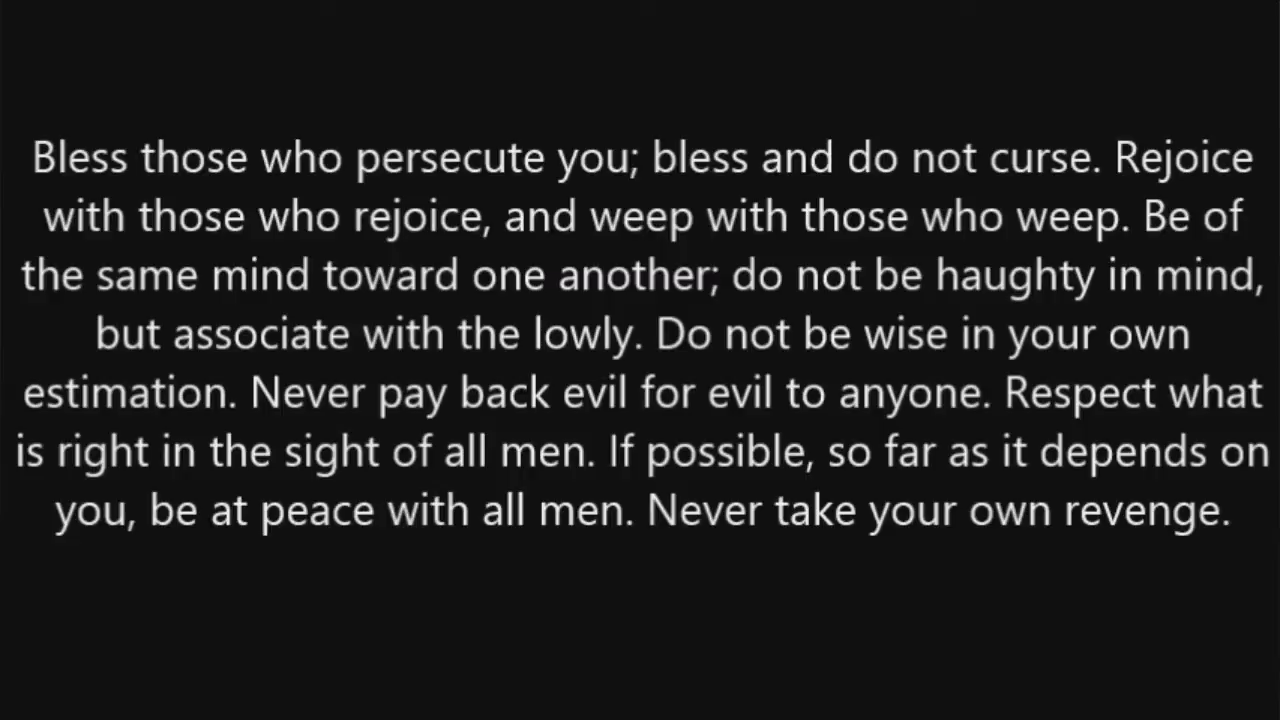 Bless those who persecute you; bless and do not curse. Rejoice
with those who rejoice, and weep with those who weep. Be of
the same mind toward one another; do not be haughty in mind,
but associate with the lowly. Do not be wise in your own
estimation. Never pay back evil for evil to anyone. Respect what
is right in the sight of all men. If possible, so far as it depends on
you, be at peace with all men. Never take your own revenge.